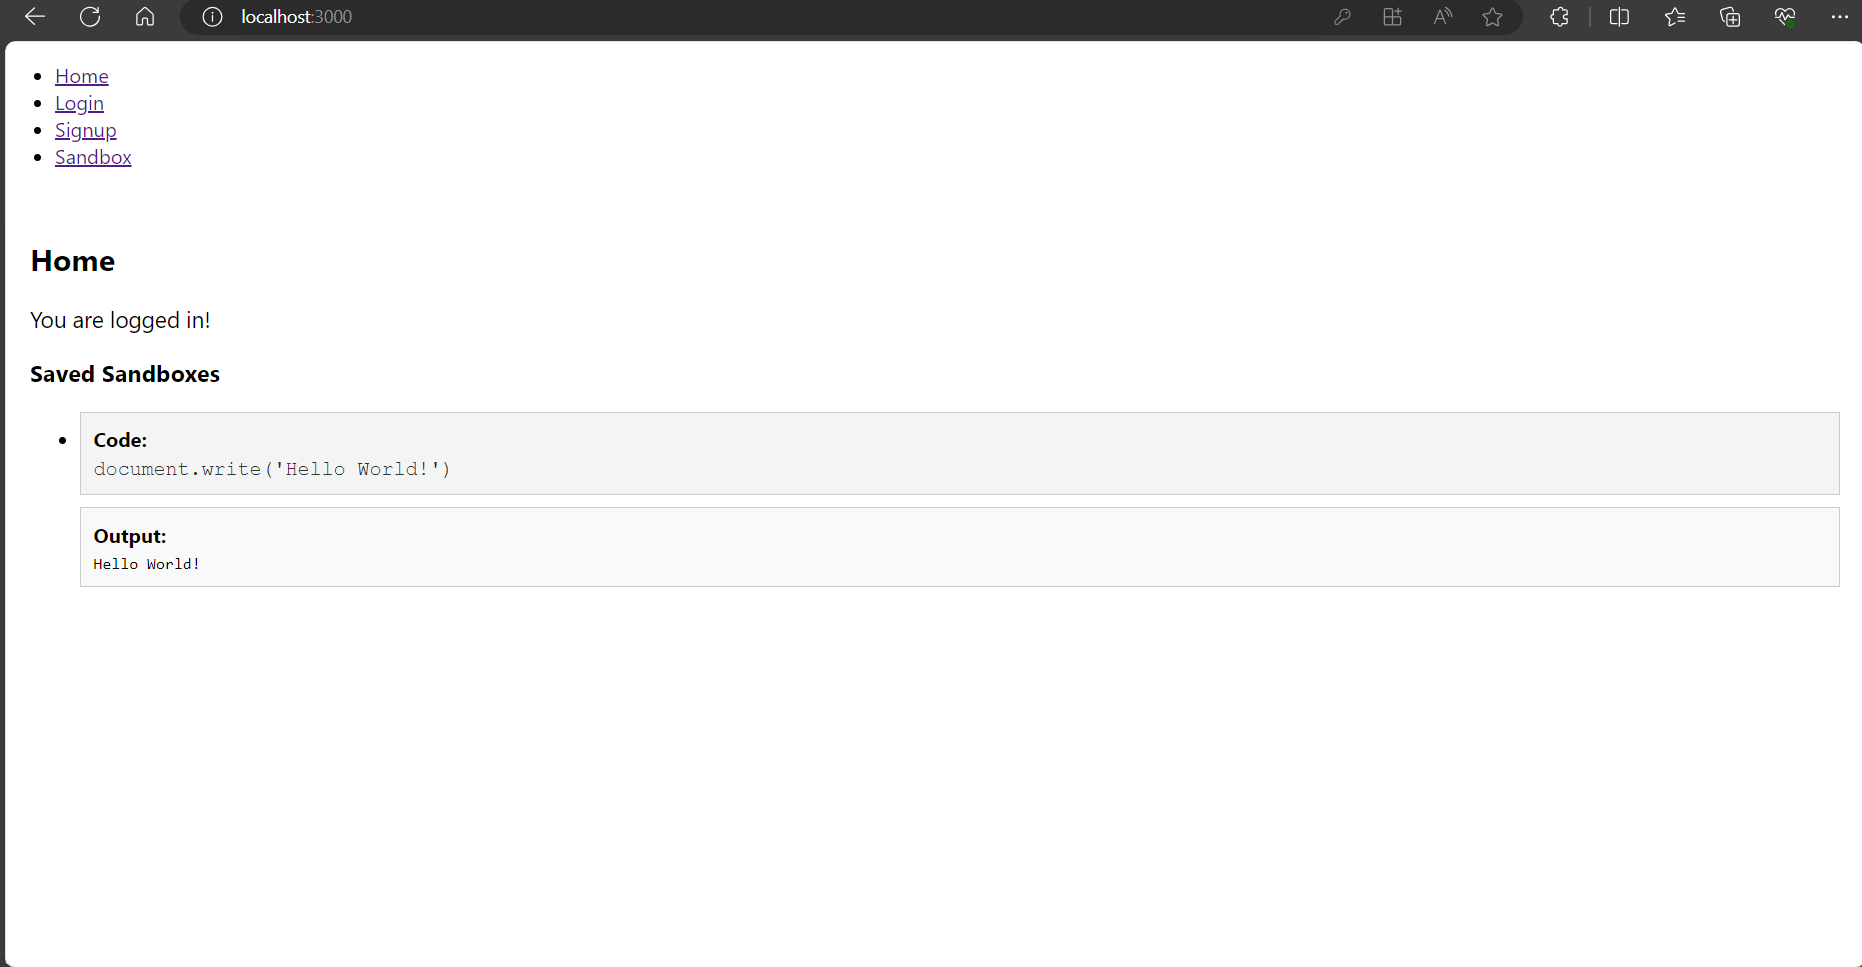 localhost:3000
Home
Login
Signup
Sandbox
Home
You are logged in!
Saved Sandboxes
Code:
document.write('Hello World!')
Output:
Hello World!